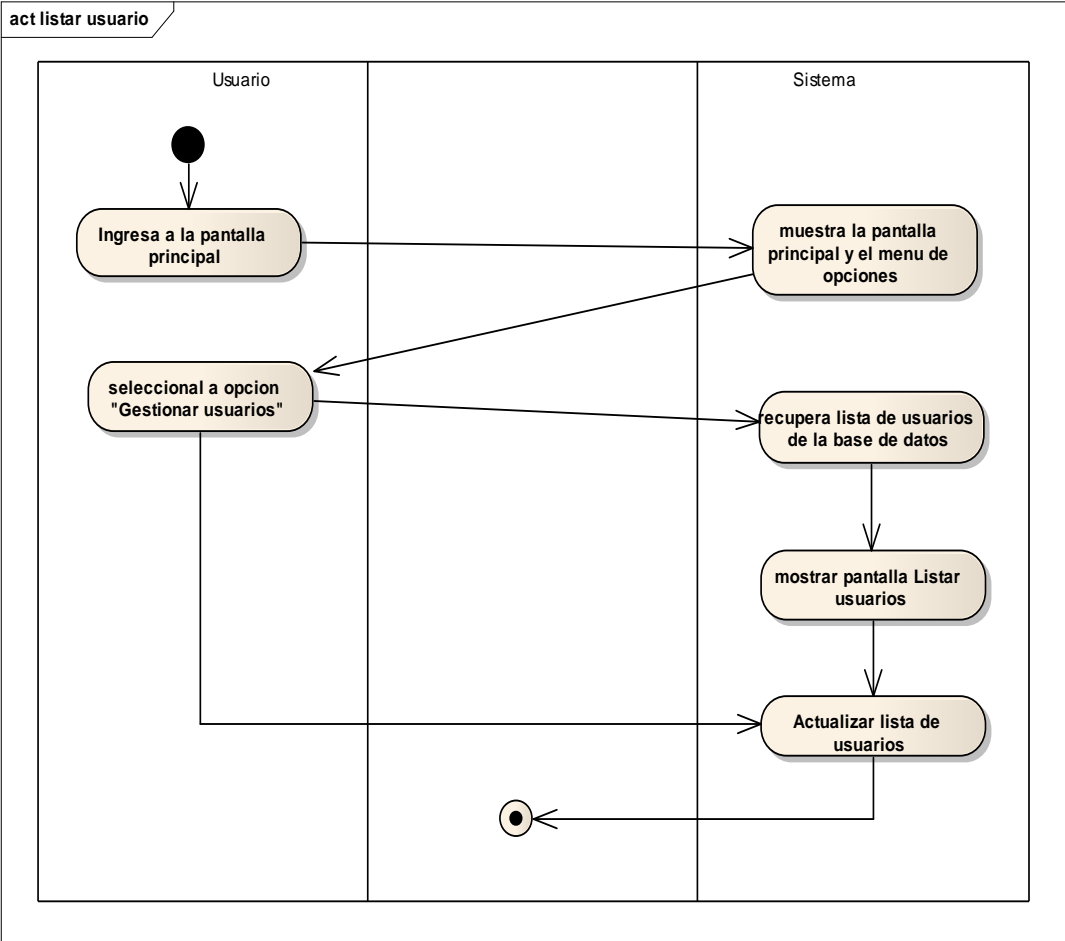 act listar usuario
Usuario
Sistema
Ingresa a la pantalla
principal
muestra la pantalla
principal y el menu de
opciones
seleccional a opcion
"Gestionar usuarios"
recupera lista de usuarios
de la base de datos
mostrar pantalla Listar
usuarios
Actualizar lista de
usuarios